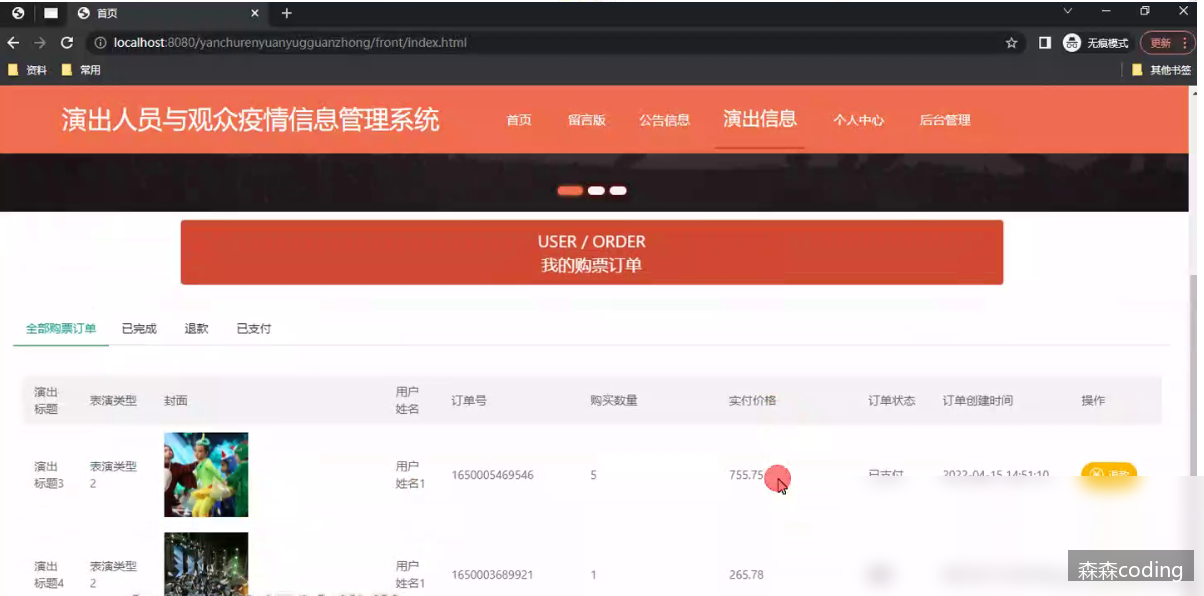 首页
localhost:8080/yanchurenyuanyugguanzhong/front/index.html
无痕模式
更新
资料
常用
其他书签
演出人员与观众疫情信息管理系统
首页
留言版
公告信息
演出信息
个人中心
后台管理
USER / ORDER
我的购票订单
全部购票订单
已完成
退款
已支付
演出
标题
表演类型
封面
用户
姓名
订单号
购买数量
实付价格
订单状态
订单创建时间
操作
演出
标题3
表演类型
2
用户
姓名1
1650005469546
5
755.75
已支付
2022-04-15 14:51:10
退款
演出
标题4
表演类型
2
用户
姓名1
1650003689921
1
265.78
森森coding